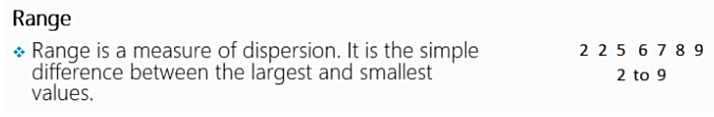 Range
❖ Range is a measure of dispersion. It is the simple
difference between the largest and smallest
values.
2 2 5 6 7 8 9
2 to 9